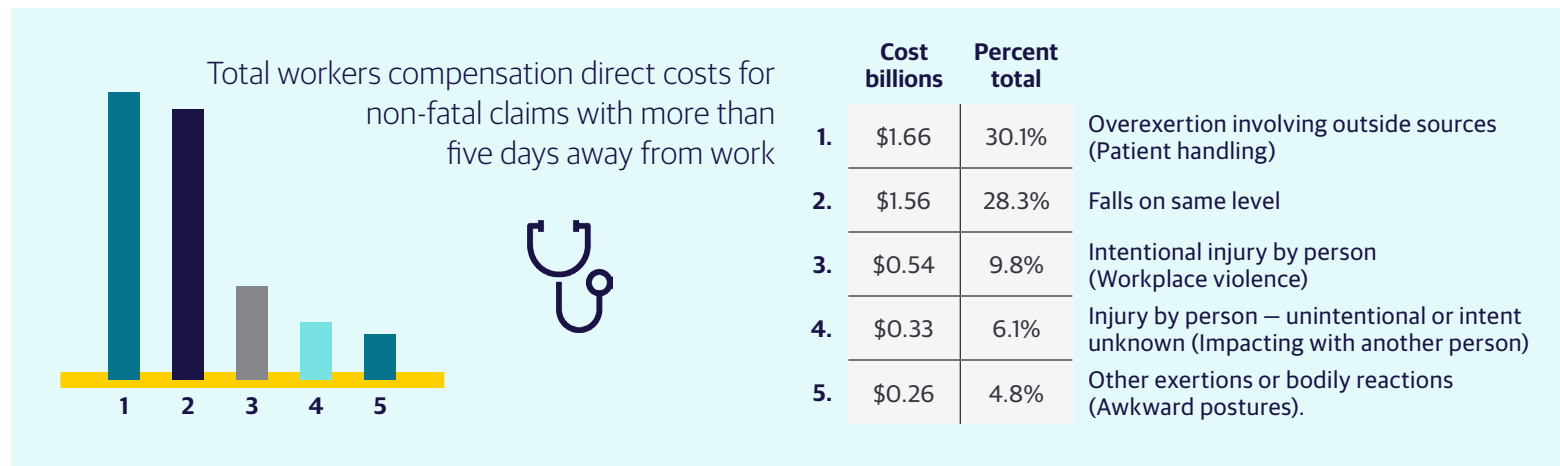 Total workers compensation direct costs for
non-fatal claims with more than
five days away from work
1 2 3 4 5
Cost billions Percent total
1. $1.66 30.1% Overexertion involving outside sources
(Patient handling)
2. $1.56 28.3% Falls on same level
3. $0.54 9.8% Intentional injury by person
(Workplace violence)
4. $0.33 6.1% Injury by person — unintentional or intent
unknown (Impacting with another person)
5. $0.26 4.8% Other exertions or bodily reactions
(Awkward postures).